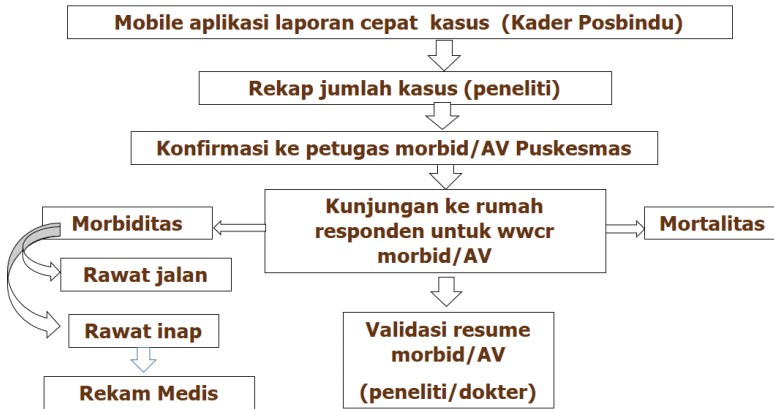 Mobile aplikasi laporan cepat kasus (Kader Posbindu)
Rekap jumlah kasus (peneliti)
Konfirmasi ke petugas morbid/AV Puskesmas
Kunjungan ke rumah
responden untuk wwcr
morbid/AV
Morbiditas
Mortalitas
Rawat jalan
Rawat inap
Rekam Medis
Validasi resume
morbid/AV
(peneliti/dokter)